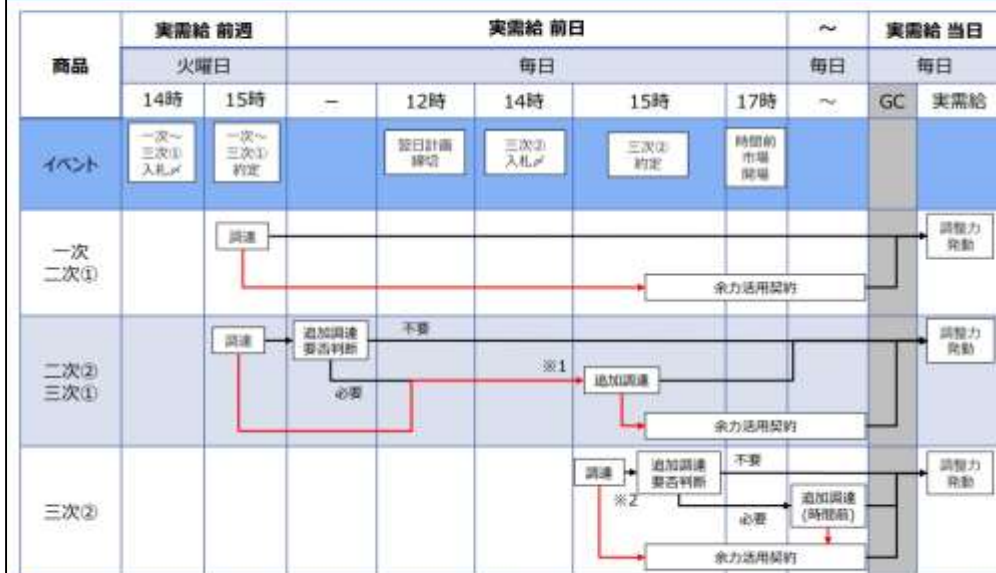 商品
実需給 前週
実需給 前日
～
実需給 当日
火曜日
毎日
毎日
毎日
14時
15時
－
12時
14時
15時
17時
～
GC
実需給
イベント
一次～
三次①
入札〆
一次～
三次①
約定
翌日計画
締切
三次②
入札〆
三次②
約定
時間前
市場
開場
一次
二次①
調達
調整力
発動
余力活用契約
二次②
三次①
調達
追加調達
要否判断
不要
必要
※1
追加調達
調整力
発動
余力活用契約
三次②
調達
追加調達
要否判断
不要
※2
必要
追加調達
(時間前)
調整力
発動
余力活用契約